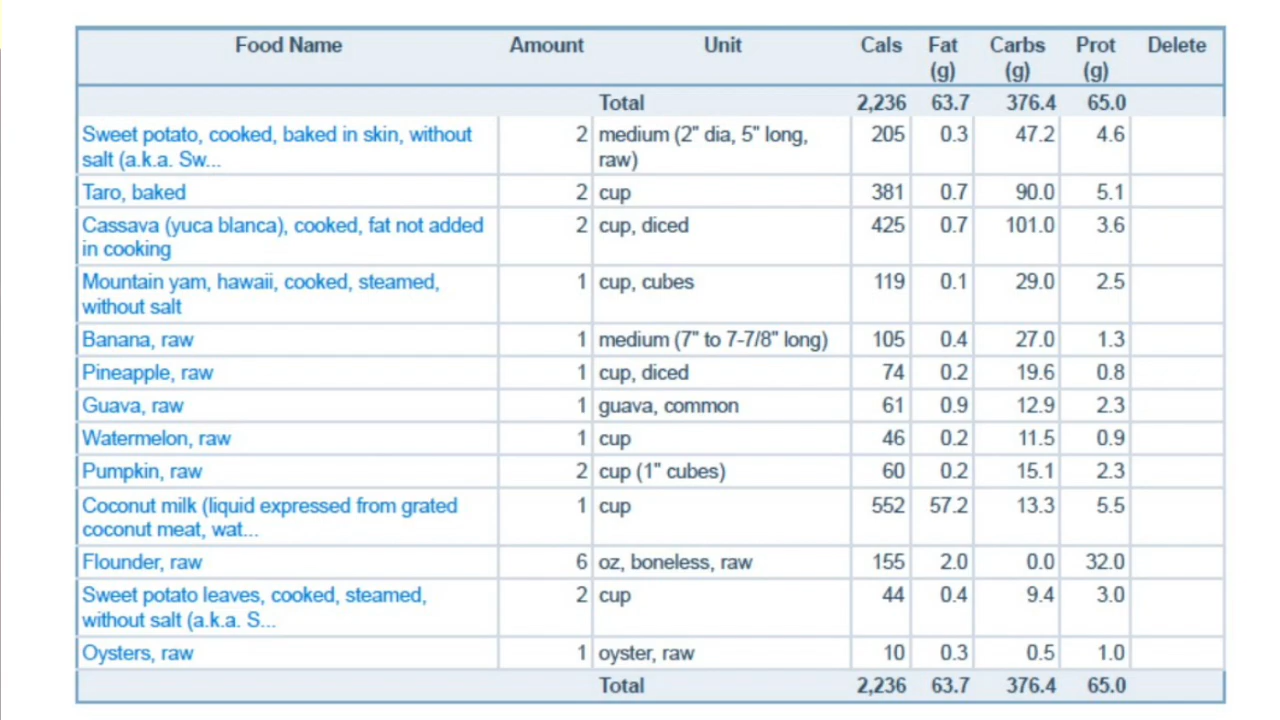 Food Name Amount Unit Cals Fat (g) Carbs (g) Prot (g) Delete
Total 2,236 63.7 376.4 65.0
Sweet potato, cooked, baked in skin, without salt (a.k.a. Sw... 2 medium (2" dia, 5" long, raw) 205 0.3 47.2 4.6
Taro, baked 2 cup 381 0.7 90.0 5.1
Cassava (yuca blanca), cooked, fat not added in cooking 2 cup, diced 425 0.7 101.0 3.6
Mountain yam, hawaii, cooked, steamed, without salt 1 cup, cubes 119 0.1 29.0 2.5
Banana, raw 1 medium (7" to 7-7/8" long) 105 0.4 27.0 1.3
Pineapple, raw 1 cup, diced 74 0.2 19.6 0.8
Guava, raw 1 guava, common 61 0.9 12.9 2.3
Watermelon, raw 1 cup 46 0.2 11.5 0.9
Pumpkin, raw 2 cup (1" cubes) 60 0.2 15.1 2.3
Coconut milk (liquid expressed from grated coconut meat, wat... 1 cup 552 57.2 13.3 5.5
Flounder, raw 6 oz, boneless, raw 155 2.0 0.0 32.0
Sweet potato leaves, cooked, steamed, without salt (a.k.a. S... 2 cup 44 0.4 9.4 3.0
Oysters, raw 1 oyster, raw 10 0.3 0.5 1.0
Total 2,236 63.7 376.4 65.0